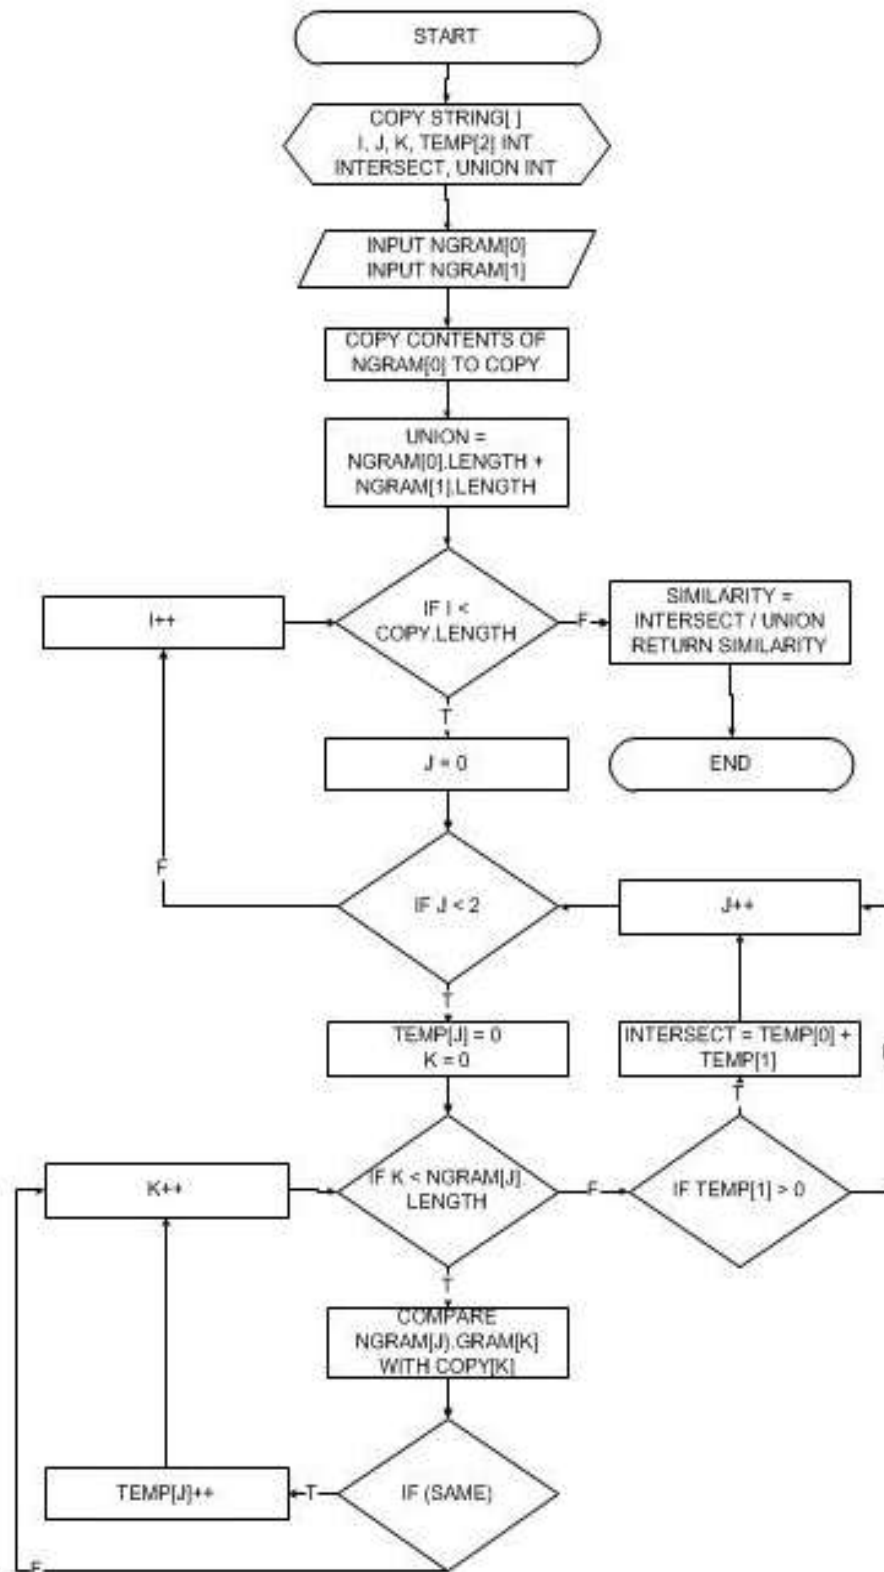 START
COPY STRING[ ]
I, J, K, TEMP[2] INT
INTERSECT, UNION INT
INPUT NGRAM[0]
INPUT NGRAM[1]
COPY CONTENTS OF
NGRAM[0] TO COPY
UNION =
NGRAM[0].LENGTH +
NGRAM[1].LENGTH
I++
IF I <
COPY.LENGTH
F
SIMILARITY =
INTERSECT / UNION
RETURN SIMILARITY
T
J = 0
END
F
IF J < 2
J++
T
TEMP[J] = 0
K = 0
INTERSECT = TEMP[0] +
TEMP[1]
T
K++
IF K < NGRAM[J].
LENGTH
F
IF TEMP[1] > 0
T
COMPARE
NGRAM[J).GRAM[K]
WITH COPY[K]
TEMP[J]++
T
IF (SAME)
F